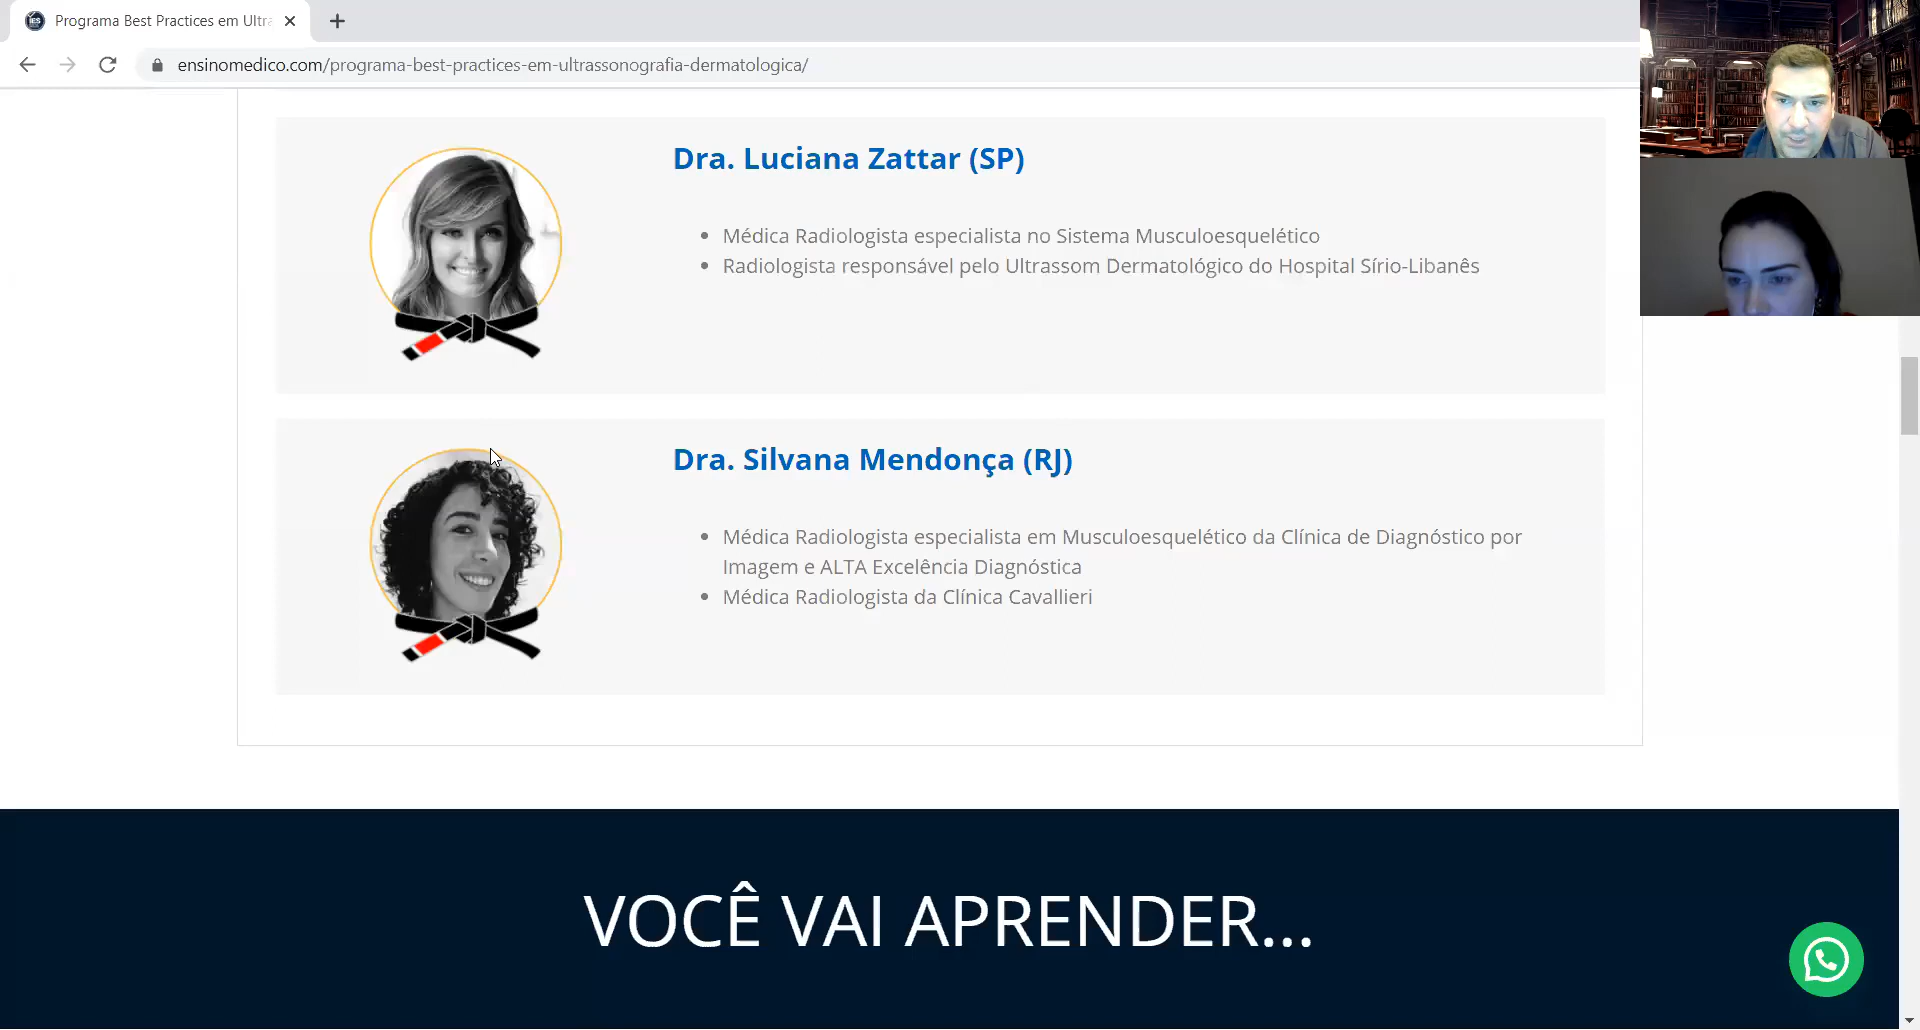 Programa Best Practices em Ultra
ensinomedico.com/programa-best-practices-em-ultrassonografia-dermatologica/
Dra. Luciana Zattar (SP)
Médica Radiologista especialista no Sistema Musculoesquelético
Radiologista responsável pelo Ultrassom Dermatológico do Hospital Sírio-Libanês
Dra. Silvana Mendonça (RJ)
Médica Radiologista especialista em Musculoesquelético da Clínica de Diagnóstico por
Imagem e ALTA Excelência Diagnóstica
Médica Radiologista da Clínica Cavallieri
VOCÊ VAI APRENDER...